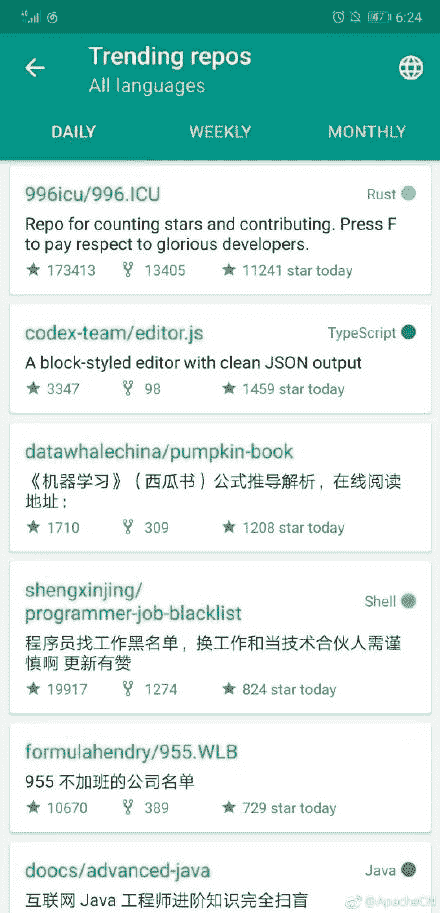 6:24
Trending repos
All languages
DAILY
WEEKLY
MONTHLY
996icu/996.ICU
Rust
Repo for counting stars and contributing. Press F
to pay respect to glorious developers.
173413 13405 11241 star today
codex-team/editor.js
TypeScript
A block-styled editor with clean JSON output
3347 98 1459 star today
datawhalechina/pumpkin-book
《机器学习》（西瓜书）公式推导解析，在线阅读
地址：
1710 309 1208 star today
shengxinjing/
programmer-job-blacklist
Shell
程序员找工作黑名单，换工作和当技术合伙人需谨
慎啊 更新有赞
19917 1274 824 star today
formulahendry/955.WLB
955 不加班的公司名单
10670 389 729 star today
doocs/advanced-java
Java
互联网 Java 工程师进阶知识完全扫盲